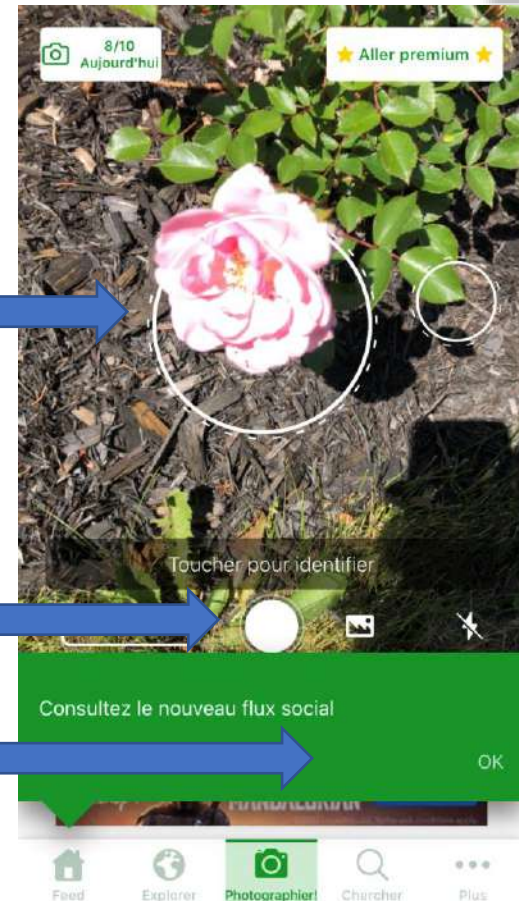 8/10
Aujourd'hui
Aller premium
Toucher pour identifier
Consultez le nouveau flux social
OK
MANDALORIAN
Feed
Explorer
Photographier!
Chercher
Plus